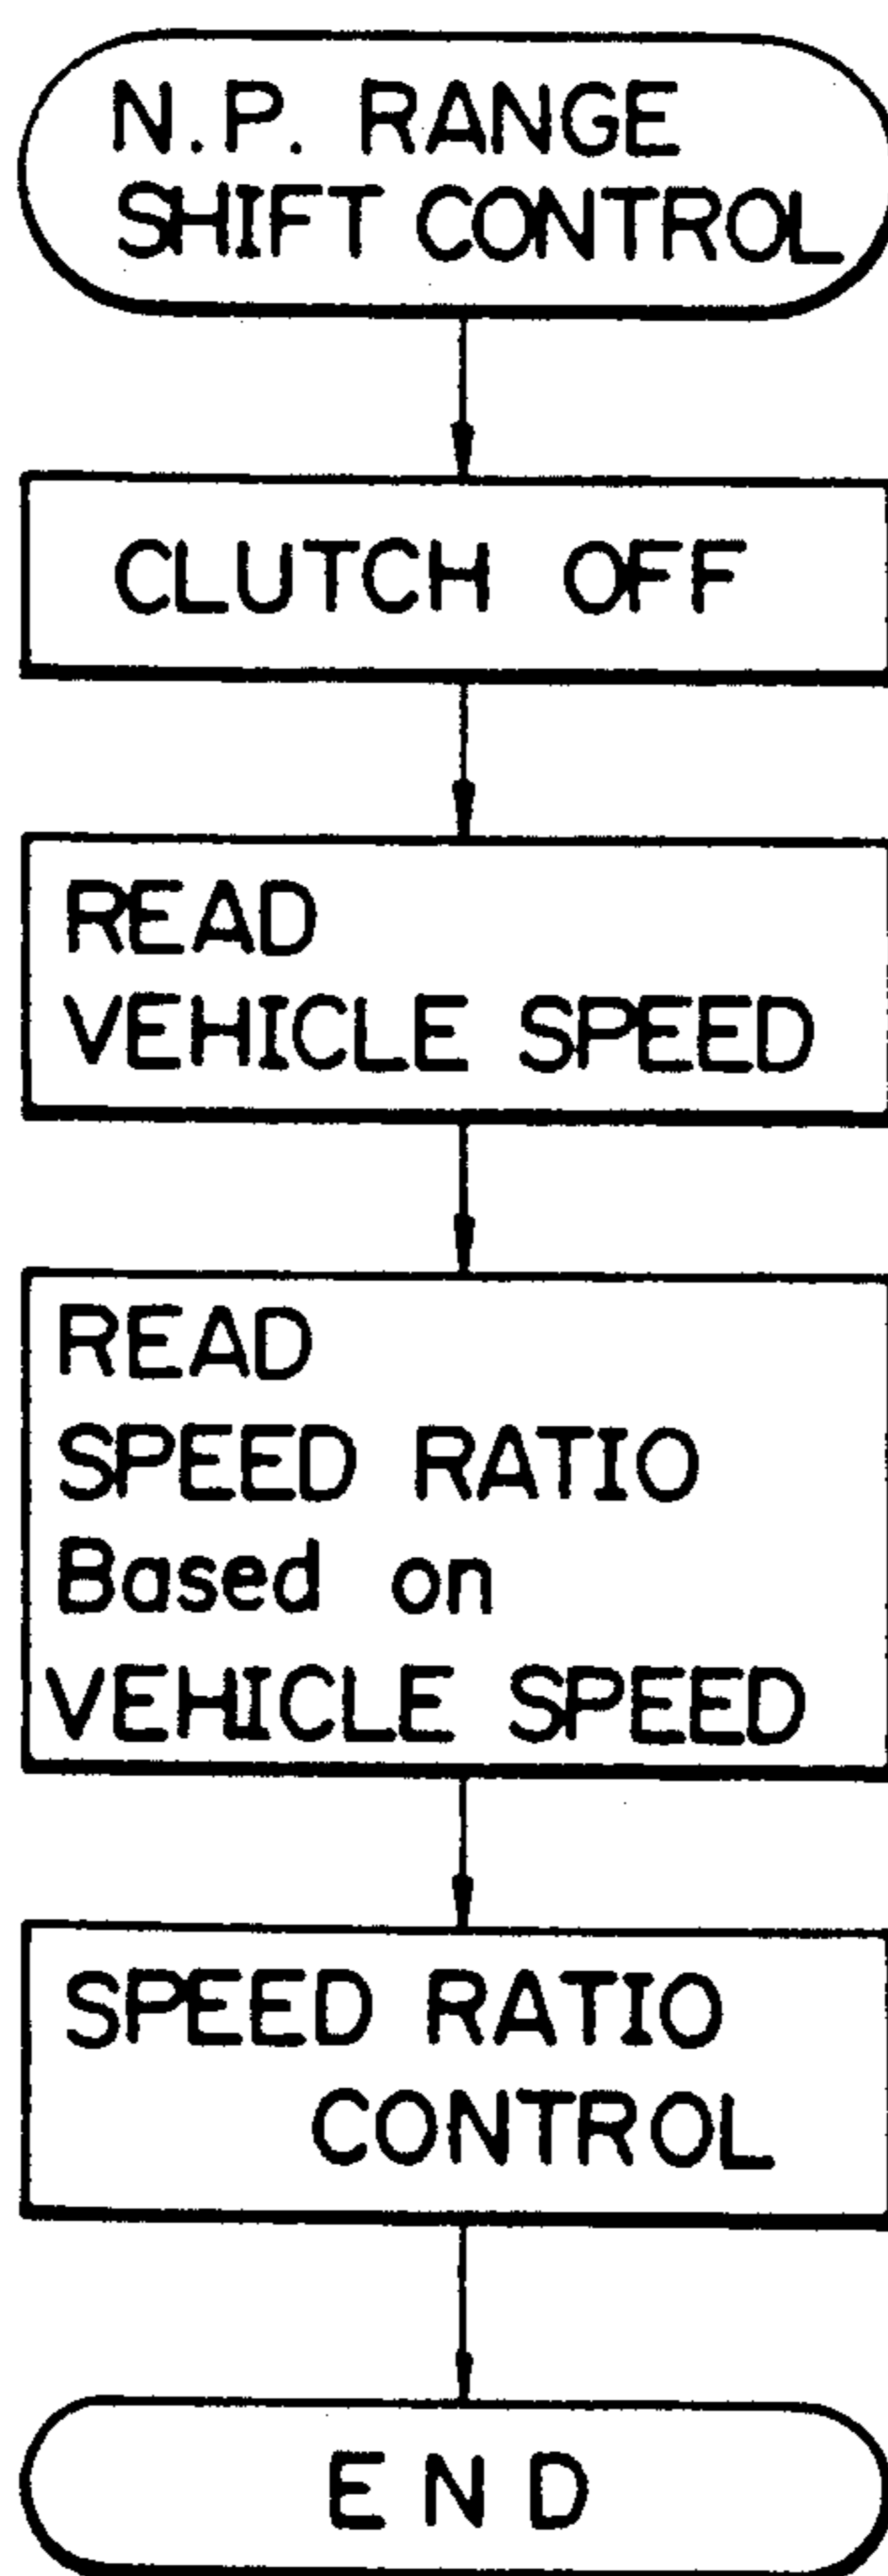 N.P. RANGE
SHIFT CONTROL
CLUTCH OFF
READ
VEHICLE SPEED
READ
SPEED RATIO
Based on
VEHICLE SPEED
SPEED RATIO
CONTROL
END